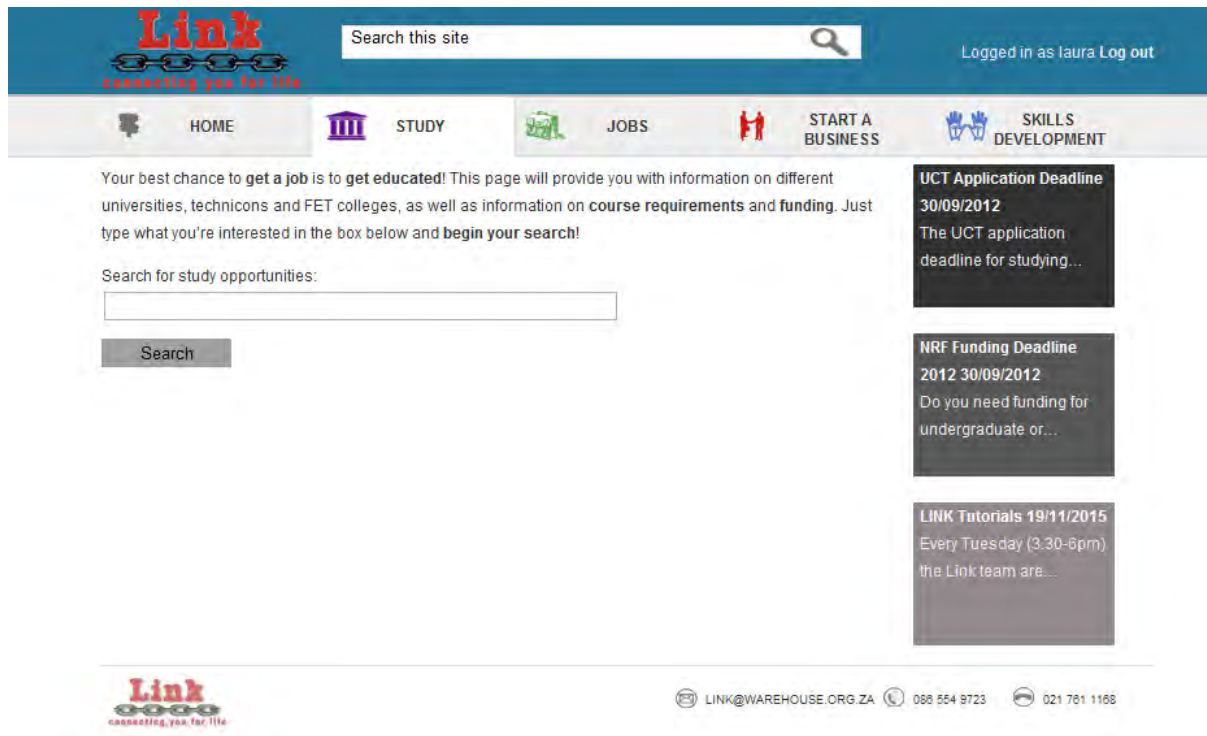 Link
connecting you for life
Search this site
Logged in as laura Log out
HOME
STUDY
JOBS
START A
BUSINESS
SKILLS
DEVELOPMENT
Your best chance to get a job is to get educated! This page will provide you with information on different
universities, technicons and FET colleges, as well as information on course requirements and funding. Just
type what you're interested in the box below and begin your search!
Search for study opportunities:
Search
UCT Application Deadline
30/09/2012
The UCT application
deadline for studying...
NRF Funding Deadline
2012 30/09/2012
Do you need funding for
undergraduate or...
LINK Tutorials 19/11/2015
Every Tuesday (3.30-6pm)
the Link team are...
Link
connecting you for life
LINK@WAREHOUSE.ORG.ZA
086 554 9723
021 761 1168